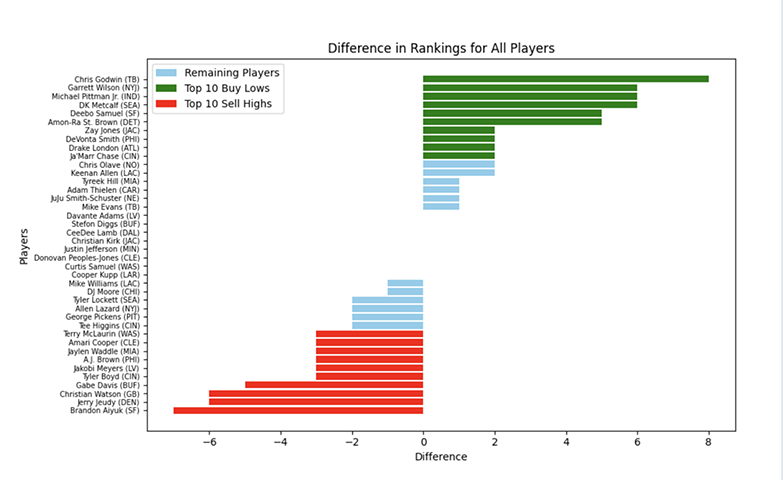 Difference in Rankings for All Players
Remaining Players
Top 10 Buy Lows
Top 10 Sell Highs
Players
Chris Godwin (TB)
Garrett Wilson (NYJ)
Michael Pittman Jr. (IND)
DK Metcalf (SEA)
Deebo Samuel (SF)
Amon-Ra St. Brown (DET)
Zay Jones (JAC)
DeVonta Smith (PHI)
Drake London (ATL)
Ja'Marr Chase (CIN)
Chris Olave (NO)
Keenan Allen (LAC)
Tyreek Hill (MIA)
Adam Thielen (CAR)
JuJu Smith-Schuster (NE)
Mike Evans (TB)
Davante Adams (LV)
Stefon Diggs (BUF)
CeeDee Lamb (DAL)
Christian Kirk (JAC)
Justin Jefferson (MIN)
Donovan Peoples-Jones (CLE)
Curtis Samuel (WAS)
Cooper Kupp (LAR)
Mike Williams (LAC)
DJ Moore (CHI)
Tyler Lockett (SEA)
Allen Lazard (NYJ)
George Pickens (PIT)
Tee Higgins (CIN)
Terry McLaurin (WAS)
Amari Cooper (CLE)
Jaylen Waddle (MIA)
A.J. Brown (PHI)
Jakobi Meyers (LV)
Tyler Boyd (CIN)
Gabe Davis (BUF)
Christian Watson (GB)
Jerry Jeudy (DEN)
Brandon Aiyuk (SF)
−6 −4 −2 0 2 4 6 8
Difference